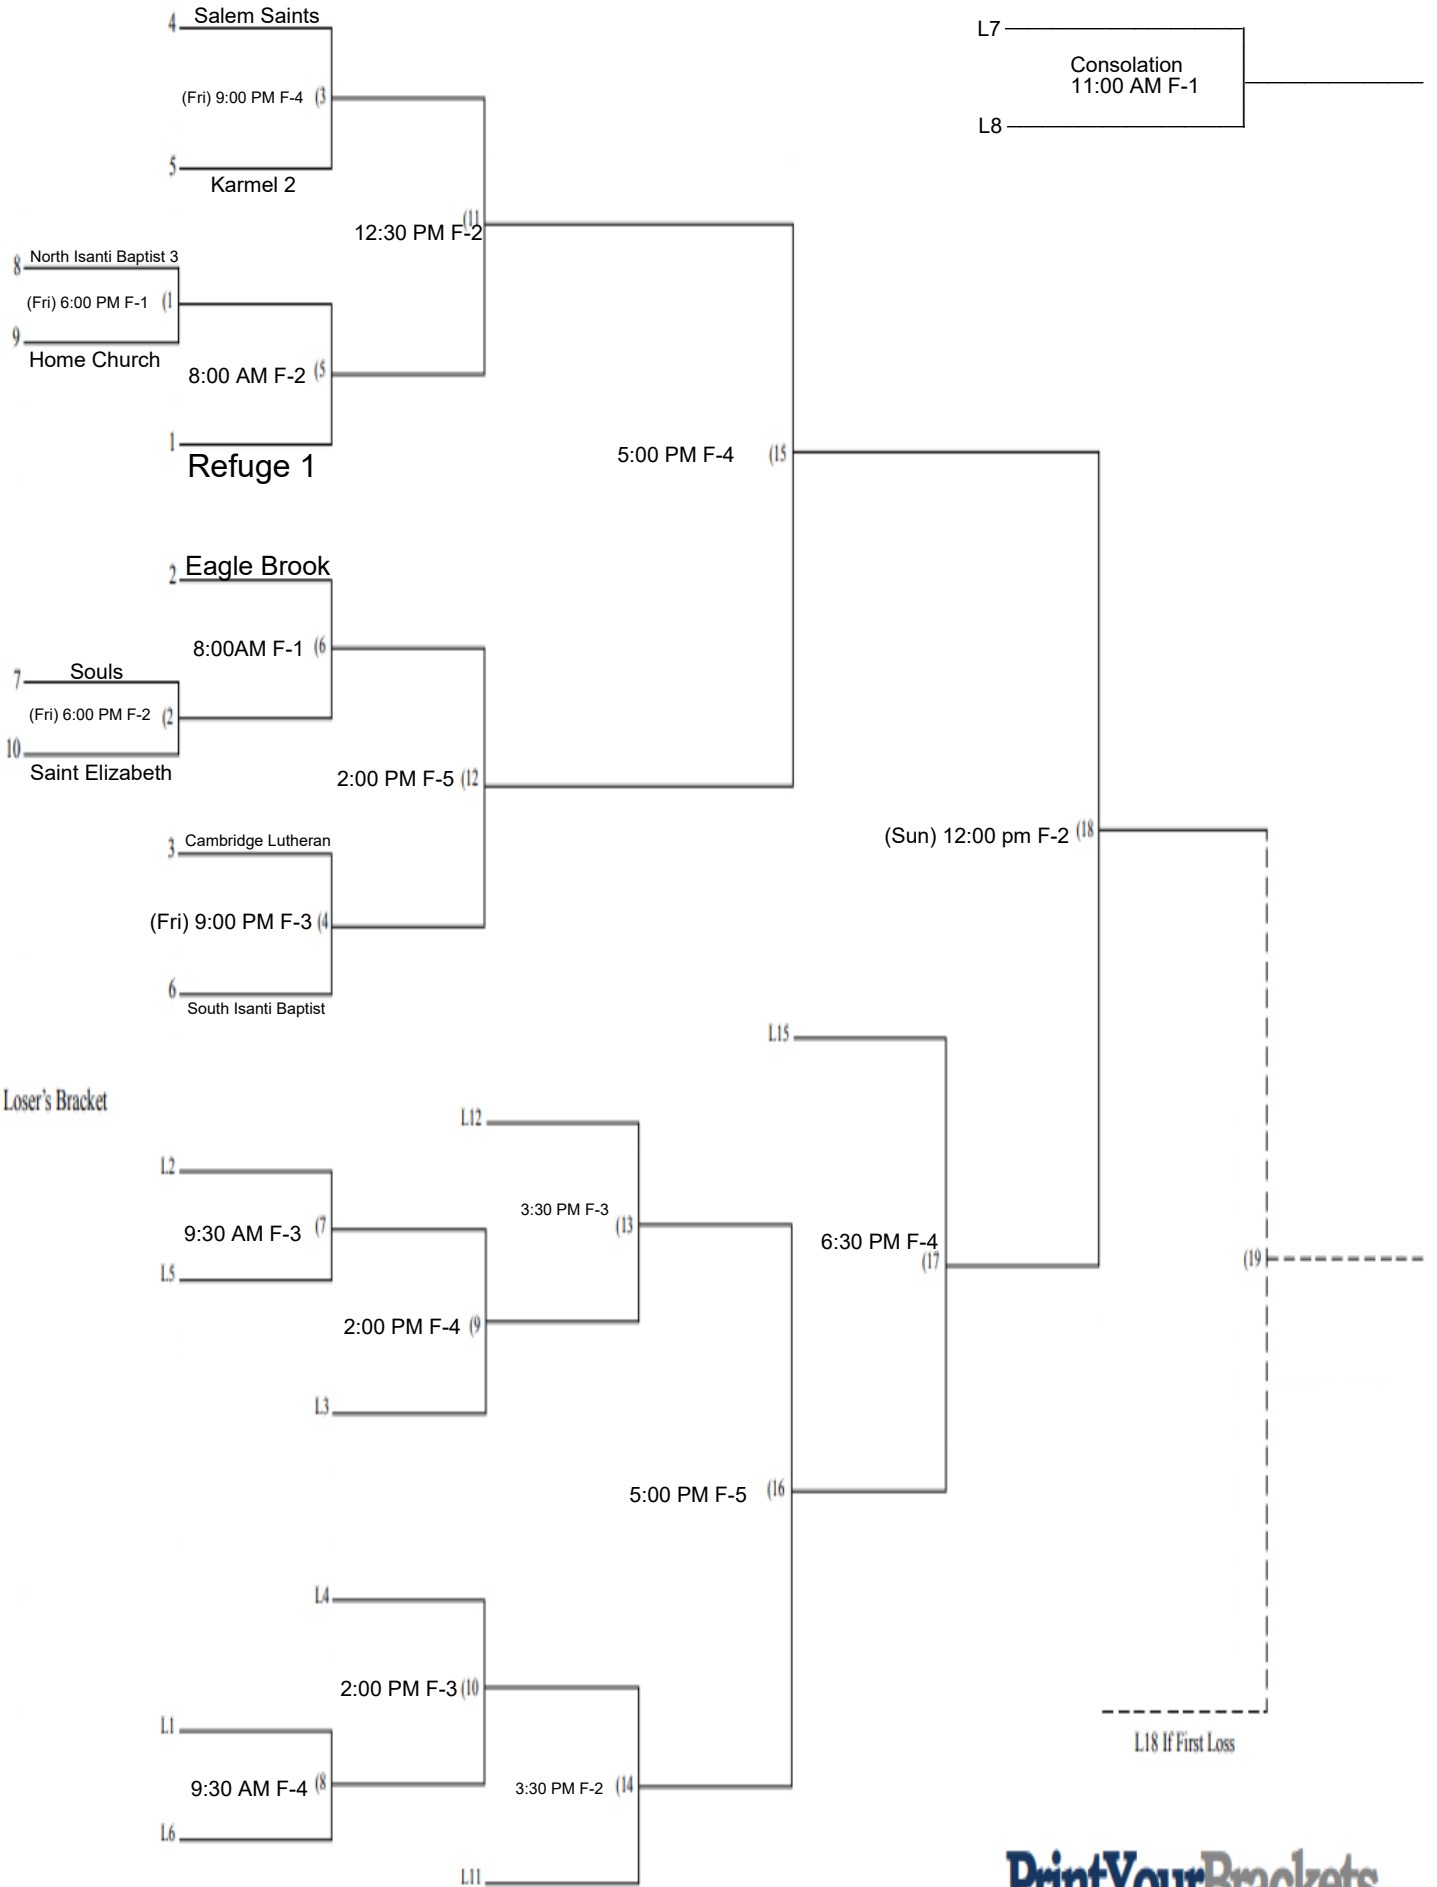 4 Salem Saints
(Fri) 9:00 PM F-4 (3
5
Karmel 2
12:30 PM F-2 (11
8 North Isanti Baptist 3
(Fri) 6:00 PM F-1 (1
9
Home Church
8:00 AM F-2 (5
1
Refuge 1
L7
Consolation
11:00 AM F-1
L8
5:00 PM F-4 (15
2 Eagle Brook
8:00AM F-1 (6
7 Souls
(Fri) 6:00 PM F-2 (2
10
Saint Elizabeth
2:00 PM F-5 (12
3 Cambridge Lutheran
(Fri) 9:00 PM F-3 (4
6
South Isanti Baptist
(Sun) 12:00 pm F-2 (18
L15
Loser's Bracket
L12
L2
9:30 AM F-3 (7
L5
3:30 PM F-3 (13
6:30 PM F-4
(17
(19
2:00 PM F-4 (9
L3
5:00 PM F-5 (16
L4
2:00 PM F-3 (10
L1
9:30 AM F-4 (8
L6
3:30 PM F-2 (14
L11
L18 If First Loss
PrintYourBrackets